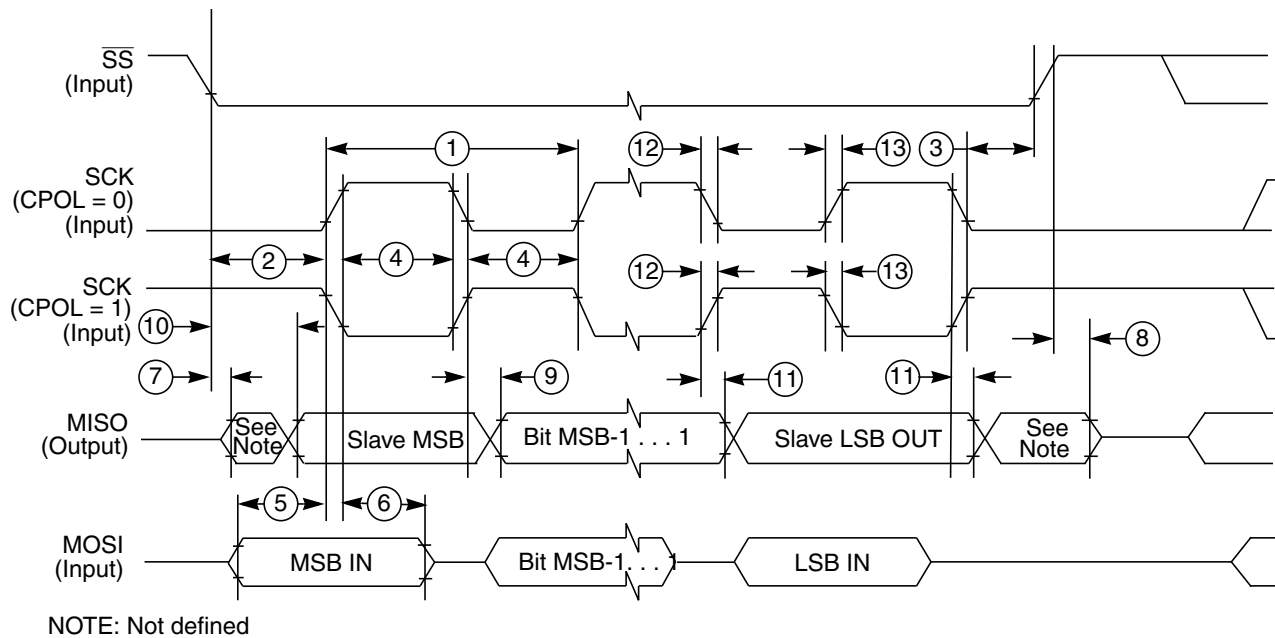 SS
(Input)
1
12
13
3
SCK
(CPOL = 0)
(Input)
2
4
4
12
13
SCK
(CPOL = 1)
(Input)
10
8
7
9
11
11
MISO
(Output)
See
Note
Slave MSB
Bit MSB-1 . . . 1
Slave LSB OUT
See
Note
5
6
MOSI
(Input)
MSB IN
Bit MSB-1. . . 1
LSB IN
NOTE: Not defined